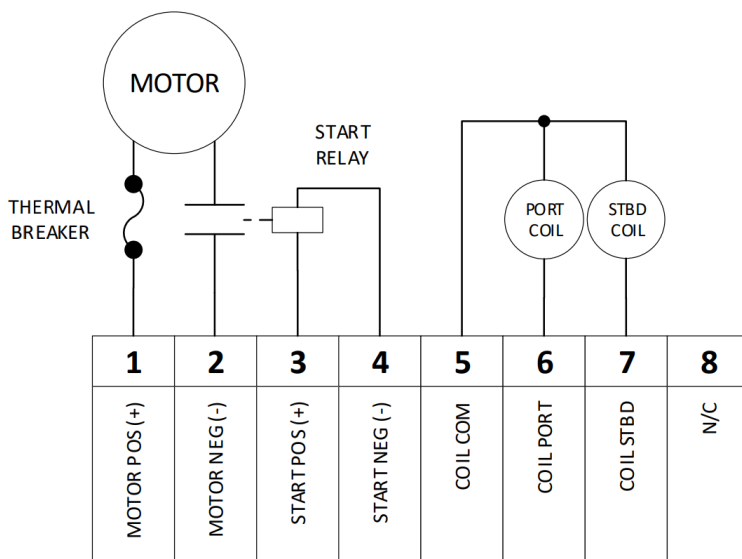 MOTOR
START
RELAY
THERMAL
BREAKER
PORT
COIL
STBD
COIL
1 2 3 4 5 6 7 8
MOTOR POS (+)
MOTOR NEG (-)
START POS (+)
START NEG (-)
COIL COM
COIL PORT
COIL STBD
N/C